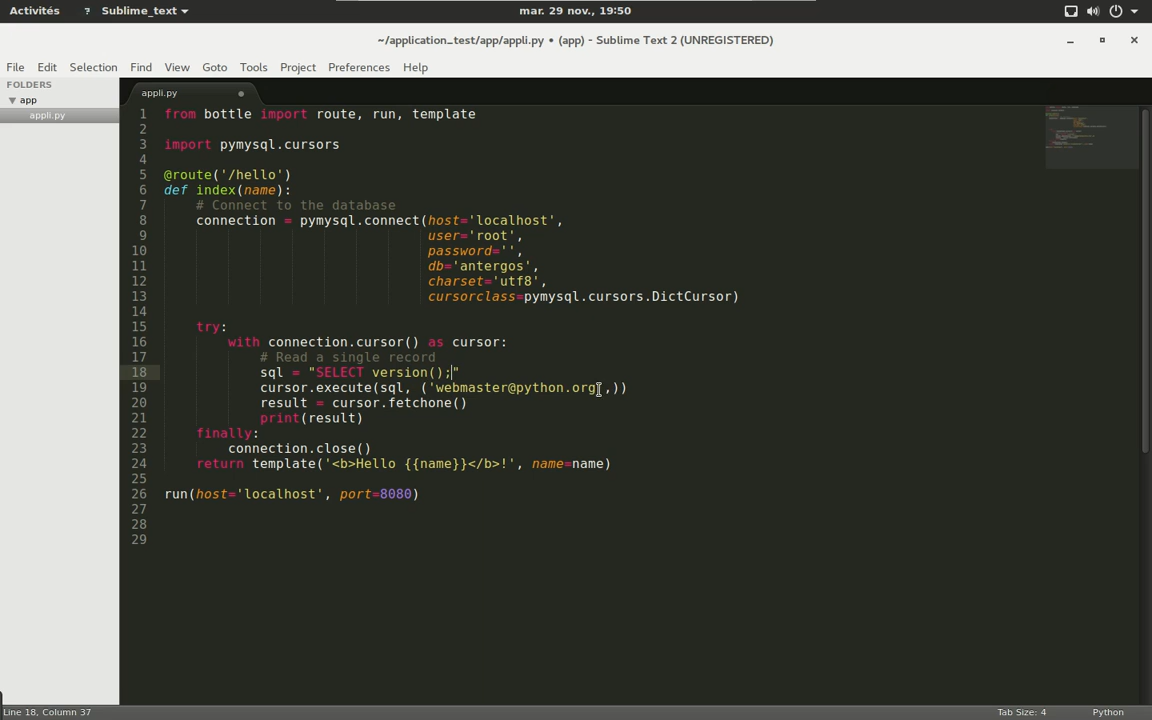 Activités ? Sublime_text mar. 29 nov., 19:50
~/application_test/app/appli.py • (app) - Sublime Text 2 (UNREGISTERED)
File Edit Selection Find View Goto Tools Project Preferences Help
FOLDERS
app
appli.py
appli.py
1 from bottle import route, run, template
2
3 import pymysql.cursors
4
5 @route('/hello')
6 def index(name):
7     # Connect to the database
8     connection = pymysql.connect(host='localhost',
9                                  user='root',
10                                  password='',
11                                  db='antergos',
12                                  charset='utf8',
13                                  cursorclass=pymysql.cursors.DictCursor)
14
15     try:
16         with connection.cursor() as cursor:
17             # Read a single record
18             sql = "SELECT version();"
19             cursor.execute(sql, ('webmaster@python.org',))
20             result = cursor.fetchone()
21             print(result)
22     finally:
23         connection.close()
24     return template('<b>Hello {{name}}</b>!', name=name)
25
26 run(host='localhost', port=8080)
27
28
29
Line 18, Column 37 Tab Size: 4 Python